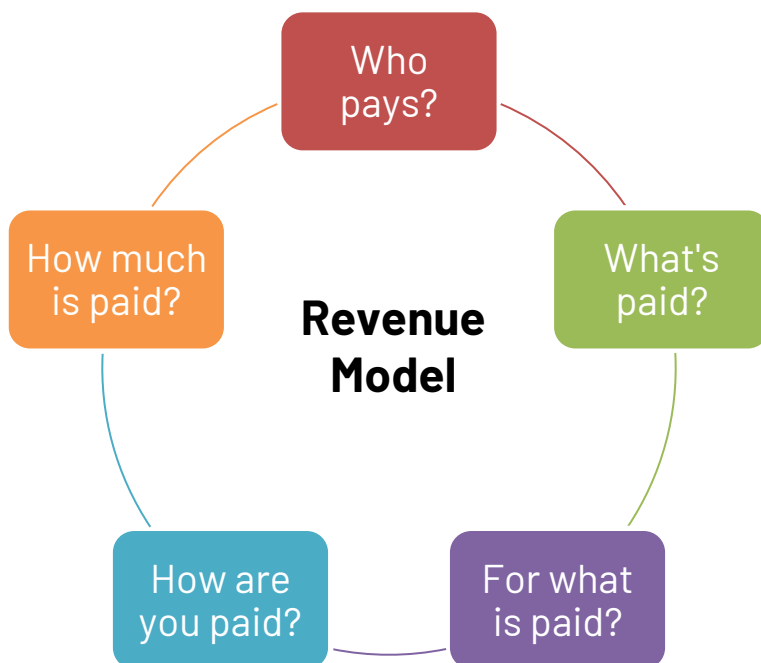 Who
pays?
What's
paid?
For what
is paid?
How are
you paid?
How much
is paid?
Revenue
Model